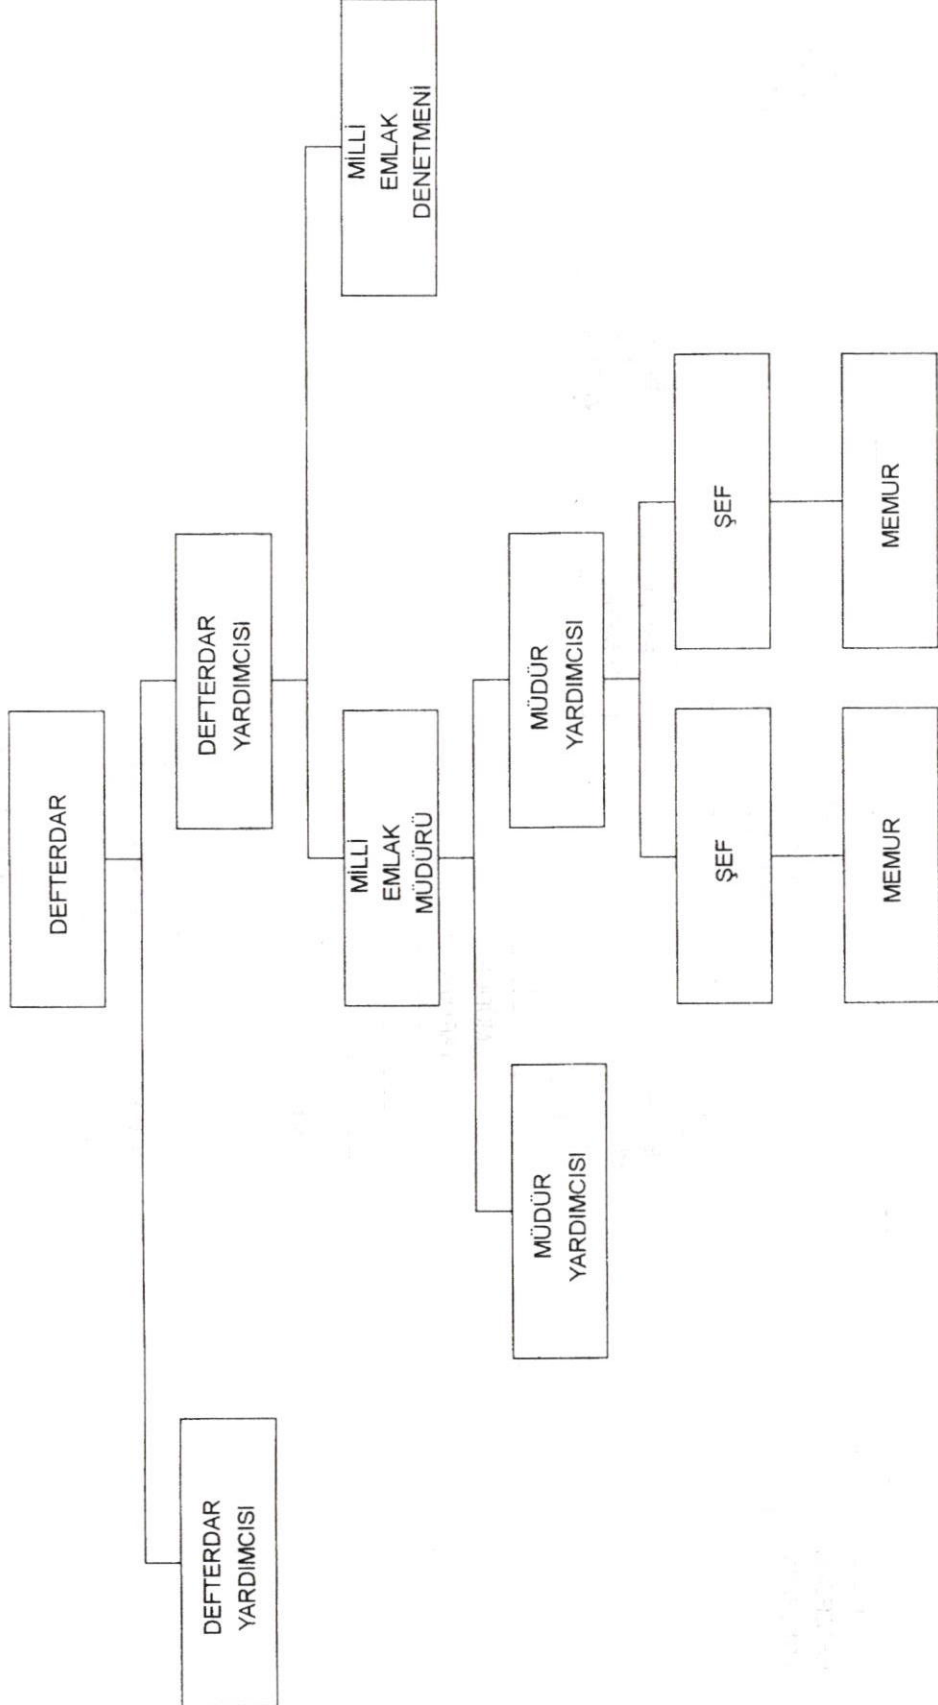 DEFTERDAR
DEFTERDAR
YARDIMCISI
DEFTERDAR
YARDIMCISI
MİLLİ
EMLAK
MÜDÜRÜ
MİLLİ
EMLAK
DENETMENİ
MÜDÜR
YARDIMCISI
MÜDÜR
YARDIMCISI
ŞEF
ŞEF
MEMUR
MEMUR